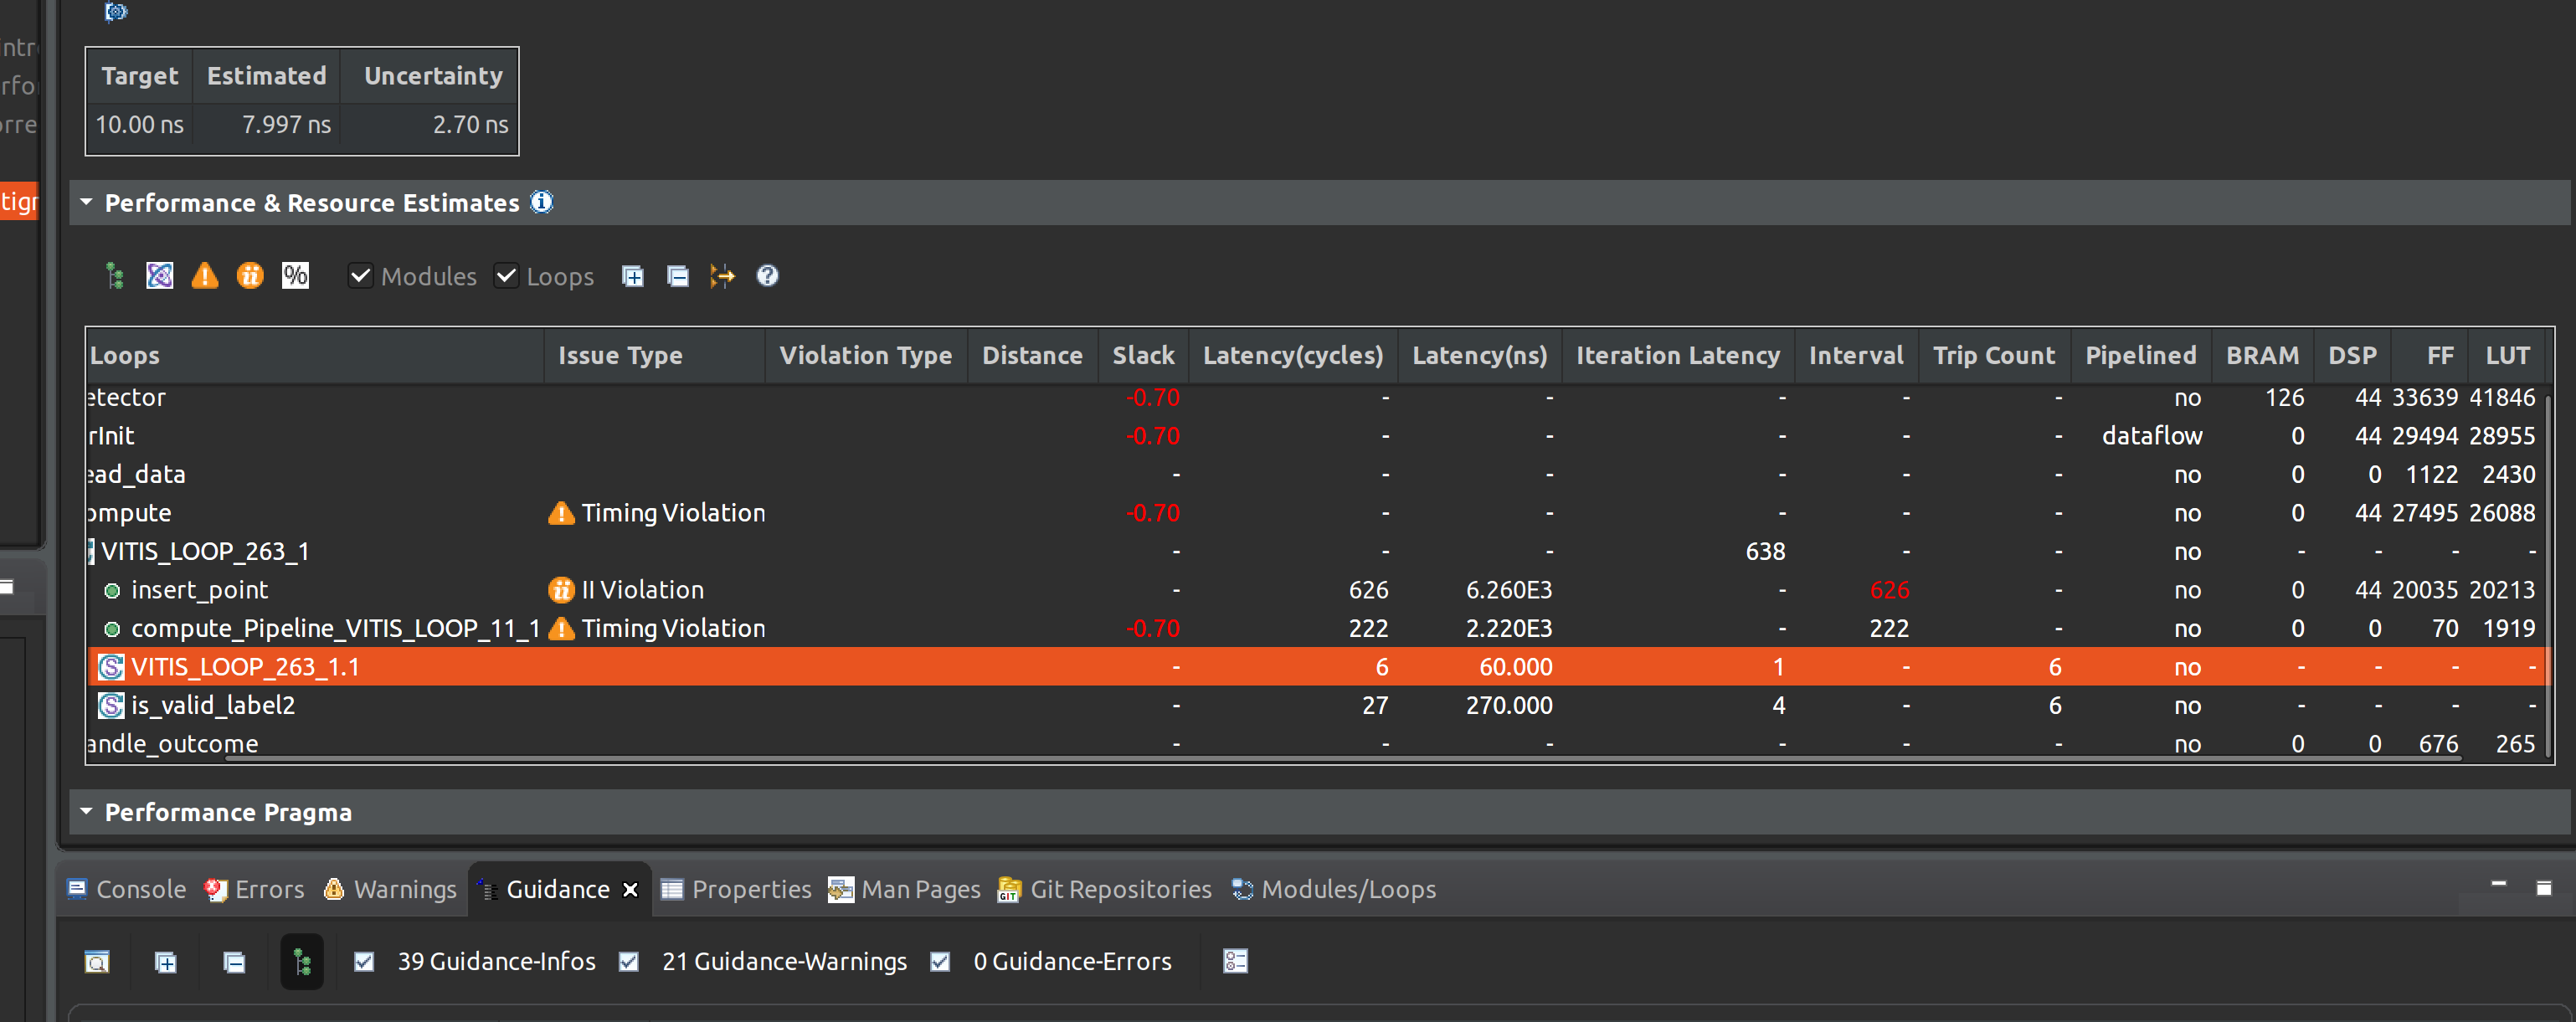 Target Estimated Uncertainty
10.00 ns 7.997 ns 2.70 ns
Performance & Resource Estimates
% Modules Loops
Loops Issue Type Violation Type Distance Slack Latency(cycles) Latency(ns) Iteration Latency Interval Trip Count Pipelined BRAM DSP FF LUT
etector -0.70 - - - - - no 126 44 33639 41846
rInit -0.70 - - - - - dataflow 0 44 29494 28955
ead_data - - - - - - no 0 0 1122 2430
ompute Timing Violation -0.70 - - - - - no 0 44 27495 26088
VITIS_LOOP_263_1 - - - 638 - - no - - - -
insert_point II Violation - 626 6.260E3 - 626 - no 0 44 20035 20213
compute_Pipeline_VITIS_LOOP_11_1 Timing Violation -0.70 222 2.220E3 - 222 - no 0 0 70 1919
VITIS_LOOP_263_1.1 - 6 60.000 1 - 6 no - - - -
is_valid_label2 - 27 270.000 4 - 6 no - - - -
andle_outcome - - - - - - no 0 0 676 265
Performance Pragma
Console Errors Warnings Guidance Properties Man Pages Git Repositories Modules/Loops
39 Guidance-Infos 21 Guidance-Warnings 0 Guidance-Errors
intr
rfo
orre
tigr